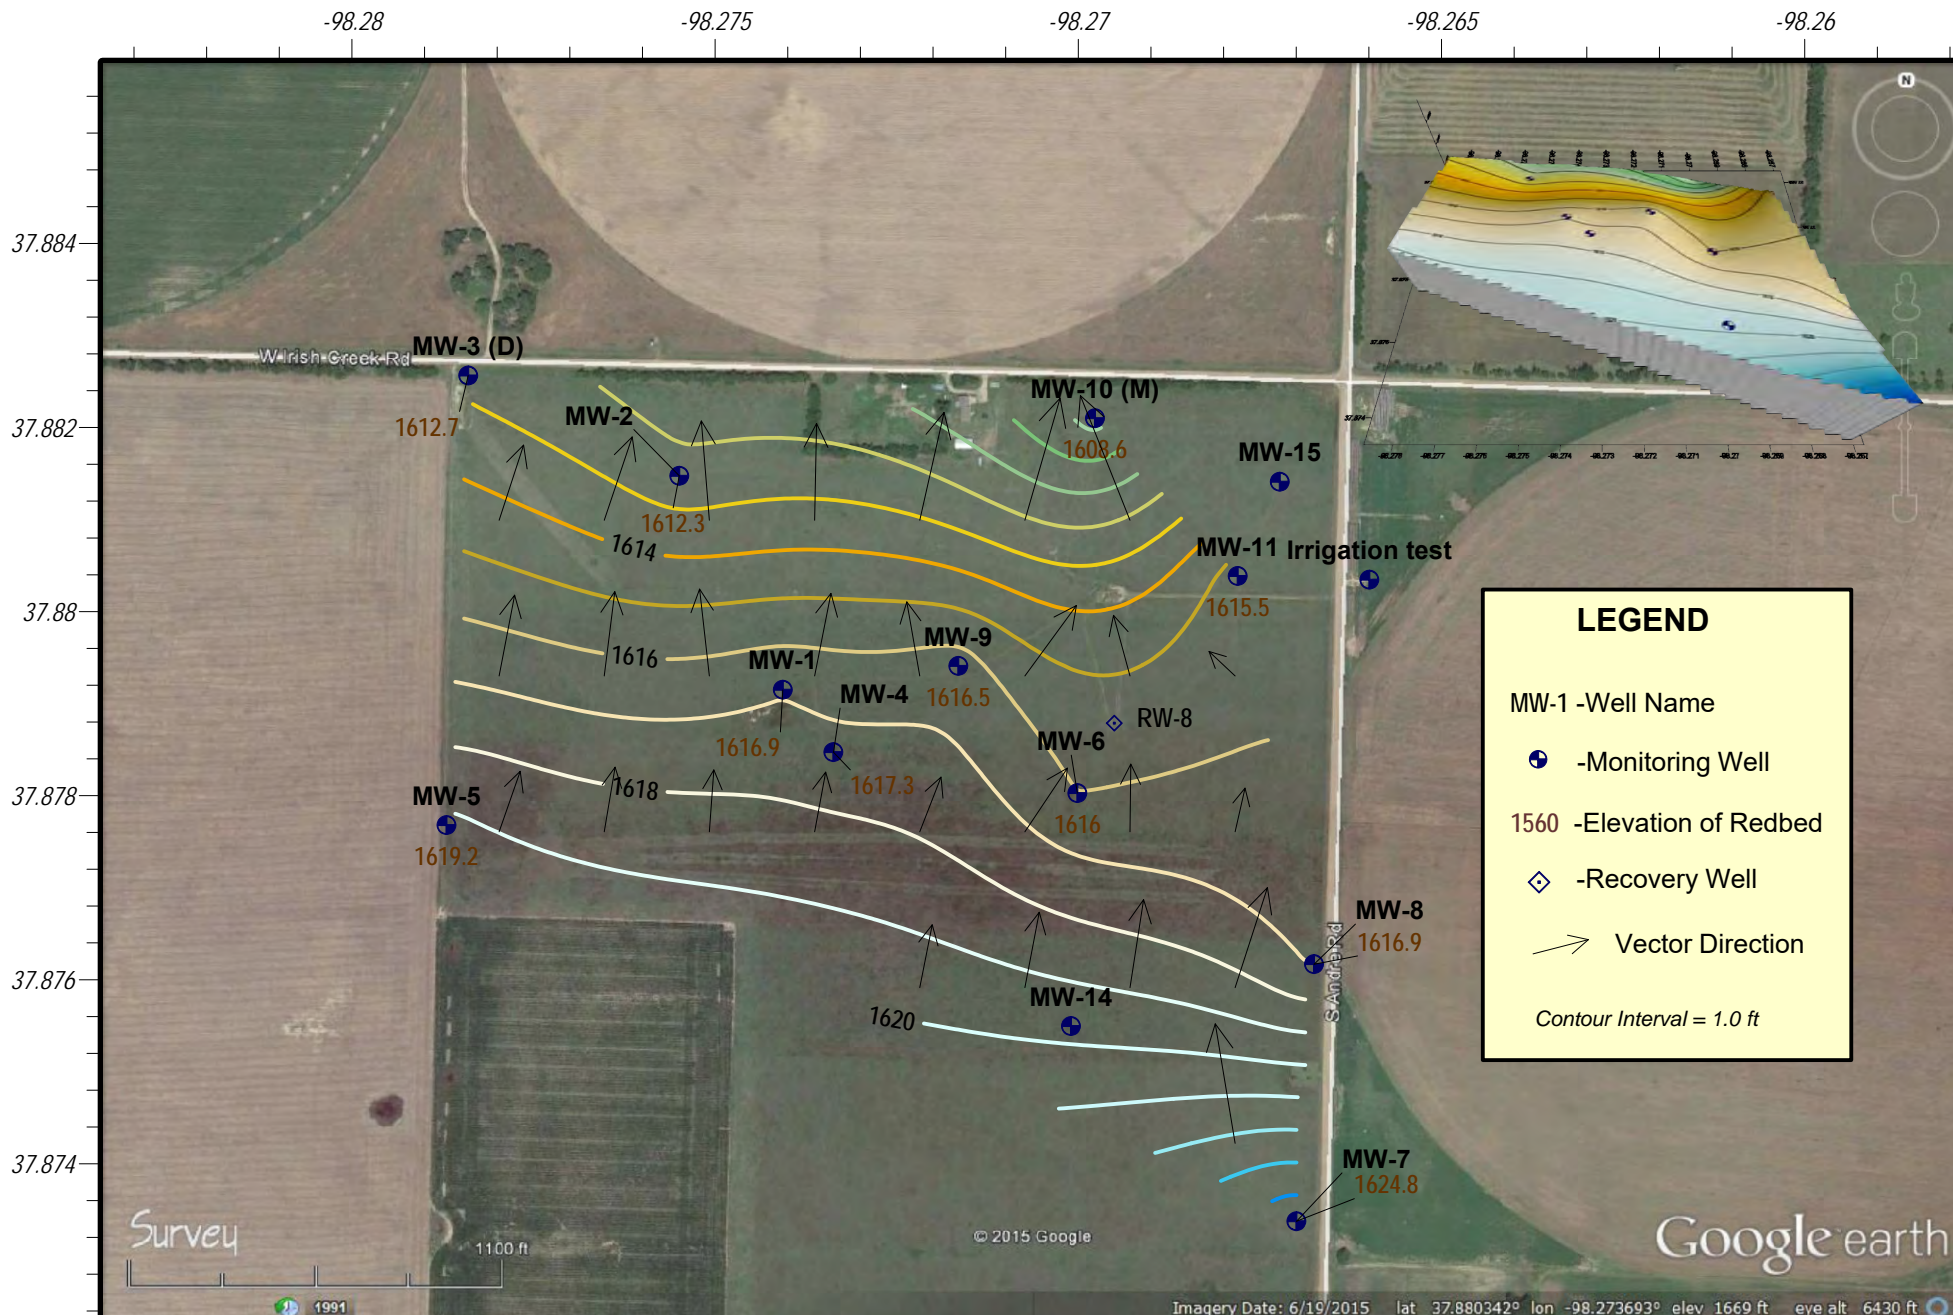 -98.28 -98.275 -98.27 -98.265 -98.26
N
37.884
MW-3 (D)
W Irish Creek Rd
1612.7
MW-2
MW-10 (M)
37.882
1608.6
MW-15
1612.3
1614
MW-11 Irrigation test
37.88
1615.5
LEGEND
1616
MW-9
MW-1
1616.5
MW-4
MW-1 -Well Name
RW-8
1616.9
MW-6
-Monitoring Well
1617.3
1618
37.878
MW-5
1616
1560 -Elevation of Redbed
1619.2
-Recovery Well
MW-8
1616.9
Vector Direction
37.876
S Andre Rd
MW-14
1620
Contour Interval = 1.0 ft
37.874
MW-7
1624.8
Survey
1100 ft
© 2015 Google
Google earth
1991
Imagery Date: 6/19/2015 lat 37.880342° lon -98.273693° elev 1669 ft eye alt 6430 ft